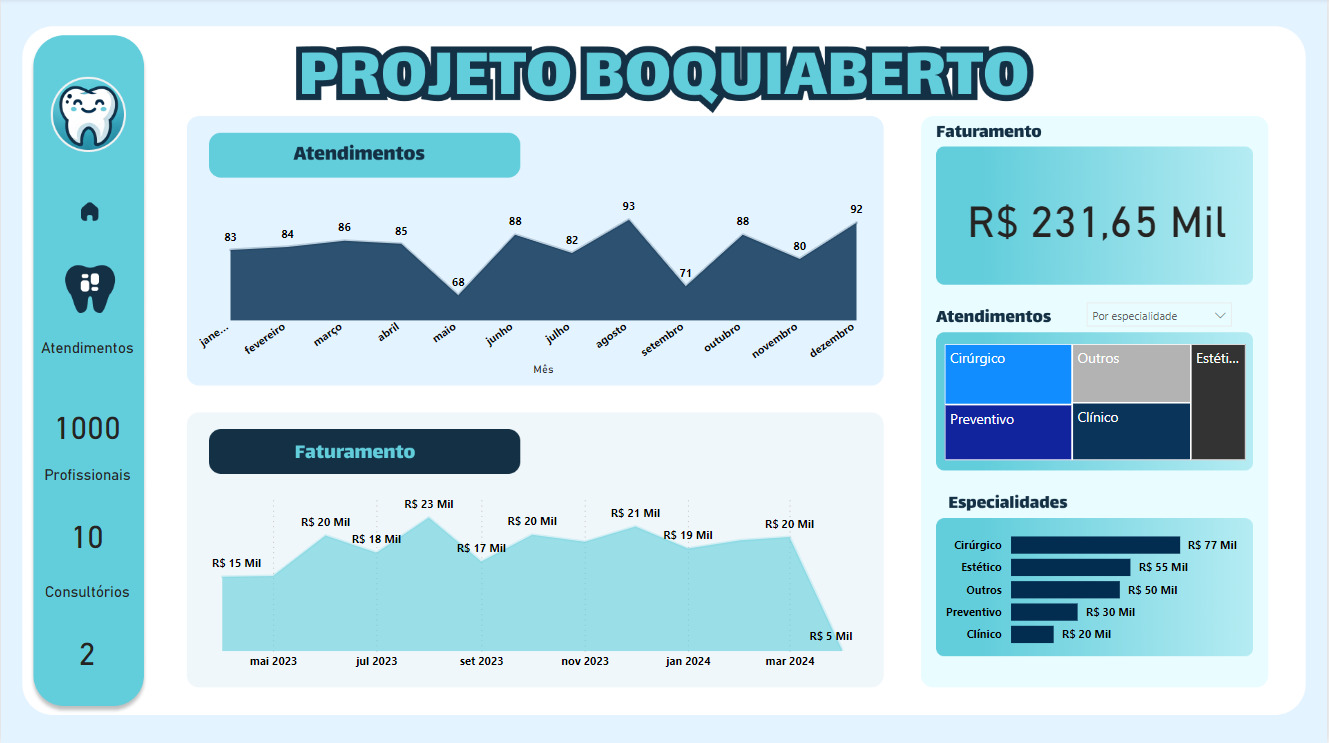 PROJETO BOQUIABERTO
Atendimentos
1000
Profissionais
10
Consultórios
2
Atendimentos
83
84
86
85
68
88
82
93
71
88
80
92
jane...
fevereiro
março
abril
maio
junho
julho
agosto
setembro
outubro
novembro
dezembro
Mês
Faturamento
R$ 15 Mil
R$ 20 Mil
R$ 18 Mil
R$ 23 Mil
R$ 17 Mil
R$ 20 Mil
R$ 21 Mil
R$ 19 Mil
R$ 20 Mil
R$ 5 Mil
mai 2023
jul 2023
set 2023
nov 2023
jan 2024
mar 2024
Faturamento
R$ 231,65 Mil
Atendimentos
Por especialidade
Cirúrgico
Outros
Estéti...
Preventivo
Clínico
Especialidades
Cirúrgico R$ 77 Mil
Estético R$ 55 Mil
Outros R$ 50 Mil
Preventivo R$ 30 Mil
Clínico R$ 20 Mil